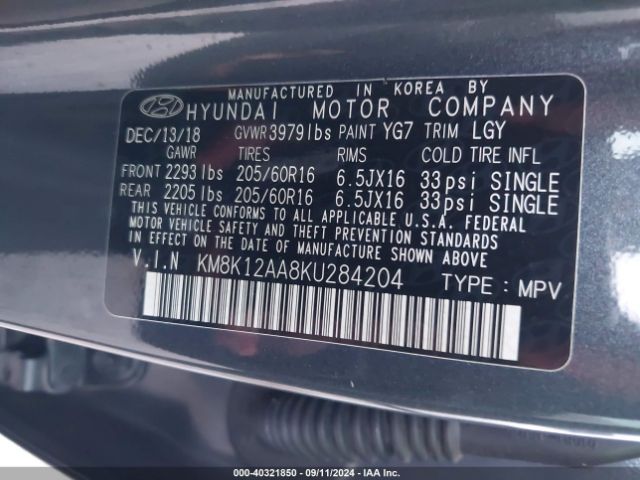 MANUFACTURED IN KOREA BY
HYUNDAI MOTOR COMPANY
DEC/13/18 GVWR 3979 lbs PAINT YG7 TRIM LGY
GAWR TIRES RIMS COLD TIRE INFL
FRONT 2293 lbs 205/60R16 6.5JX16 33psi SINGLE
REAR 2205 lbs 205/60R16 6.5JX16 33psi SINGLE
THIS VEHICLE CONFORMS TO ALL APPLICABLE U.S.A. FEDERAL
MOTOR VEHICLE SAFETY AND THEFT PREVENTION STANDARDS
IN EFFECT ON THE DATE OF MANUFACTURE SHOWN ABOVE
V.I.N KM8K12AA8KU284204 TYPE : MPV
000-40321850 - 09/11/2024 - IAA Inc.